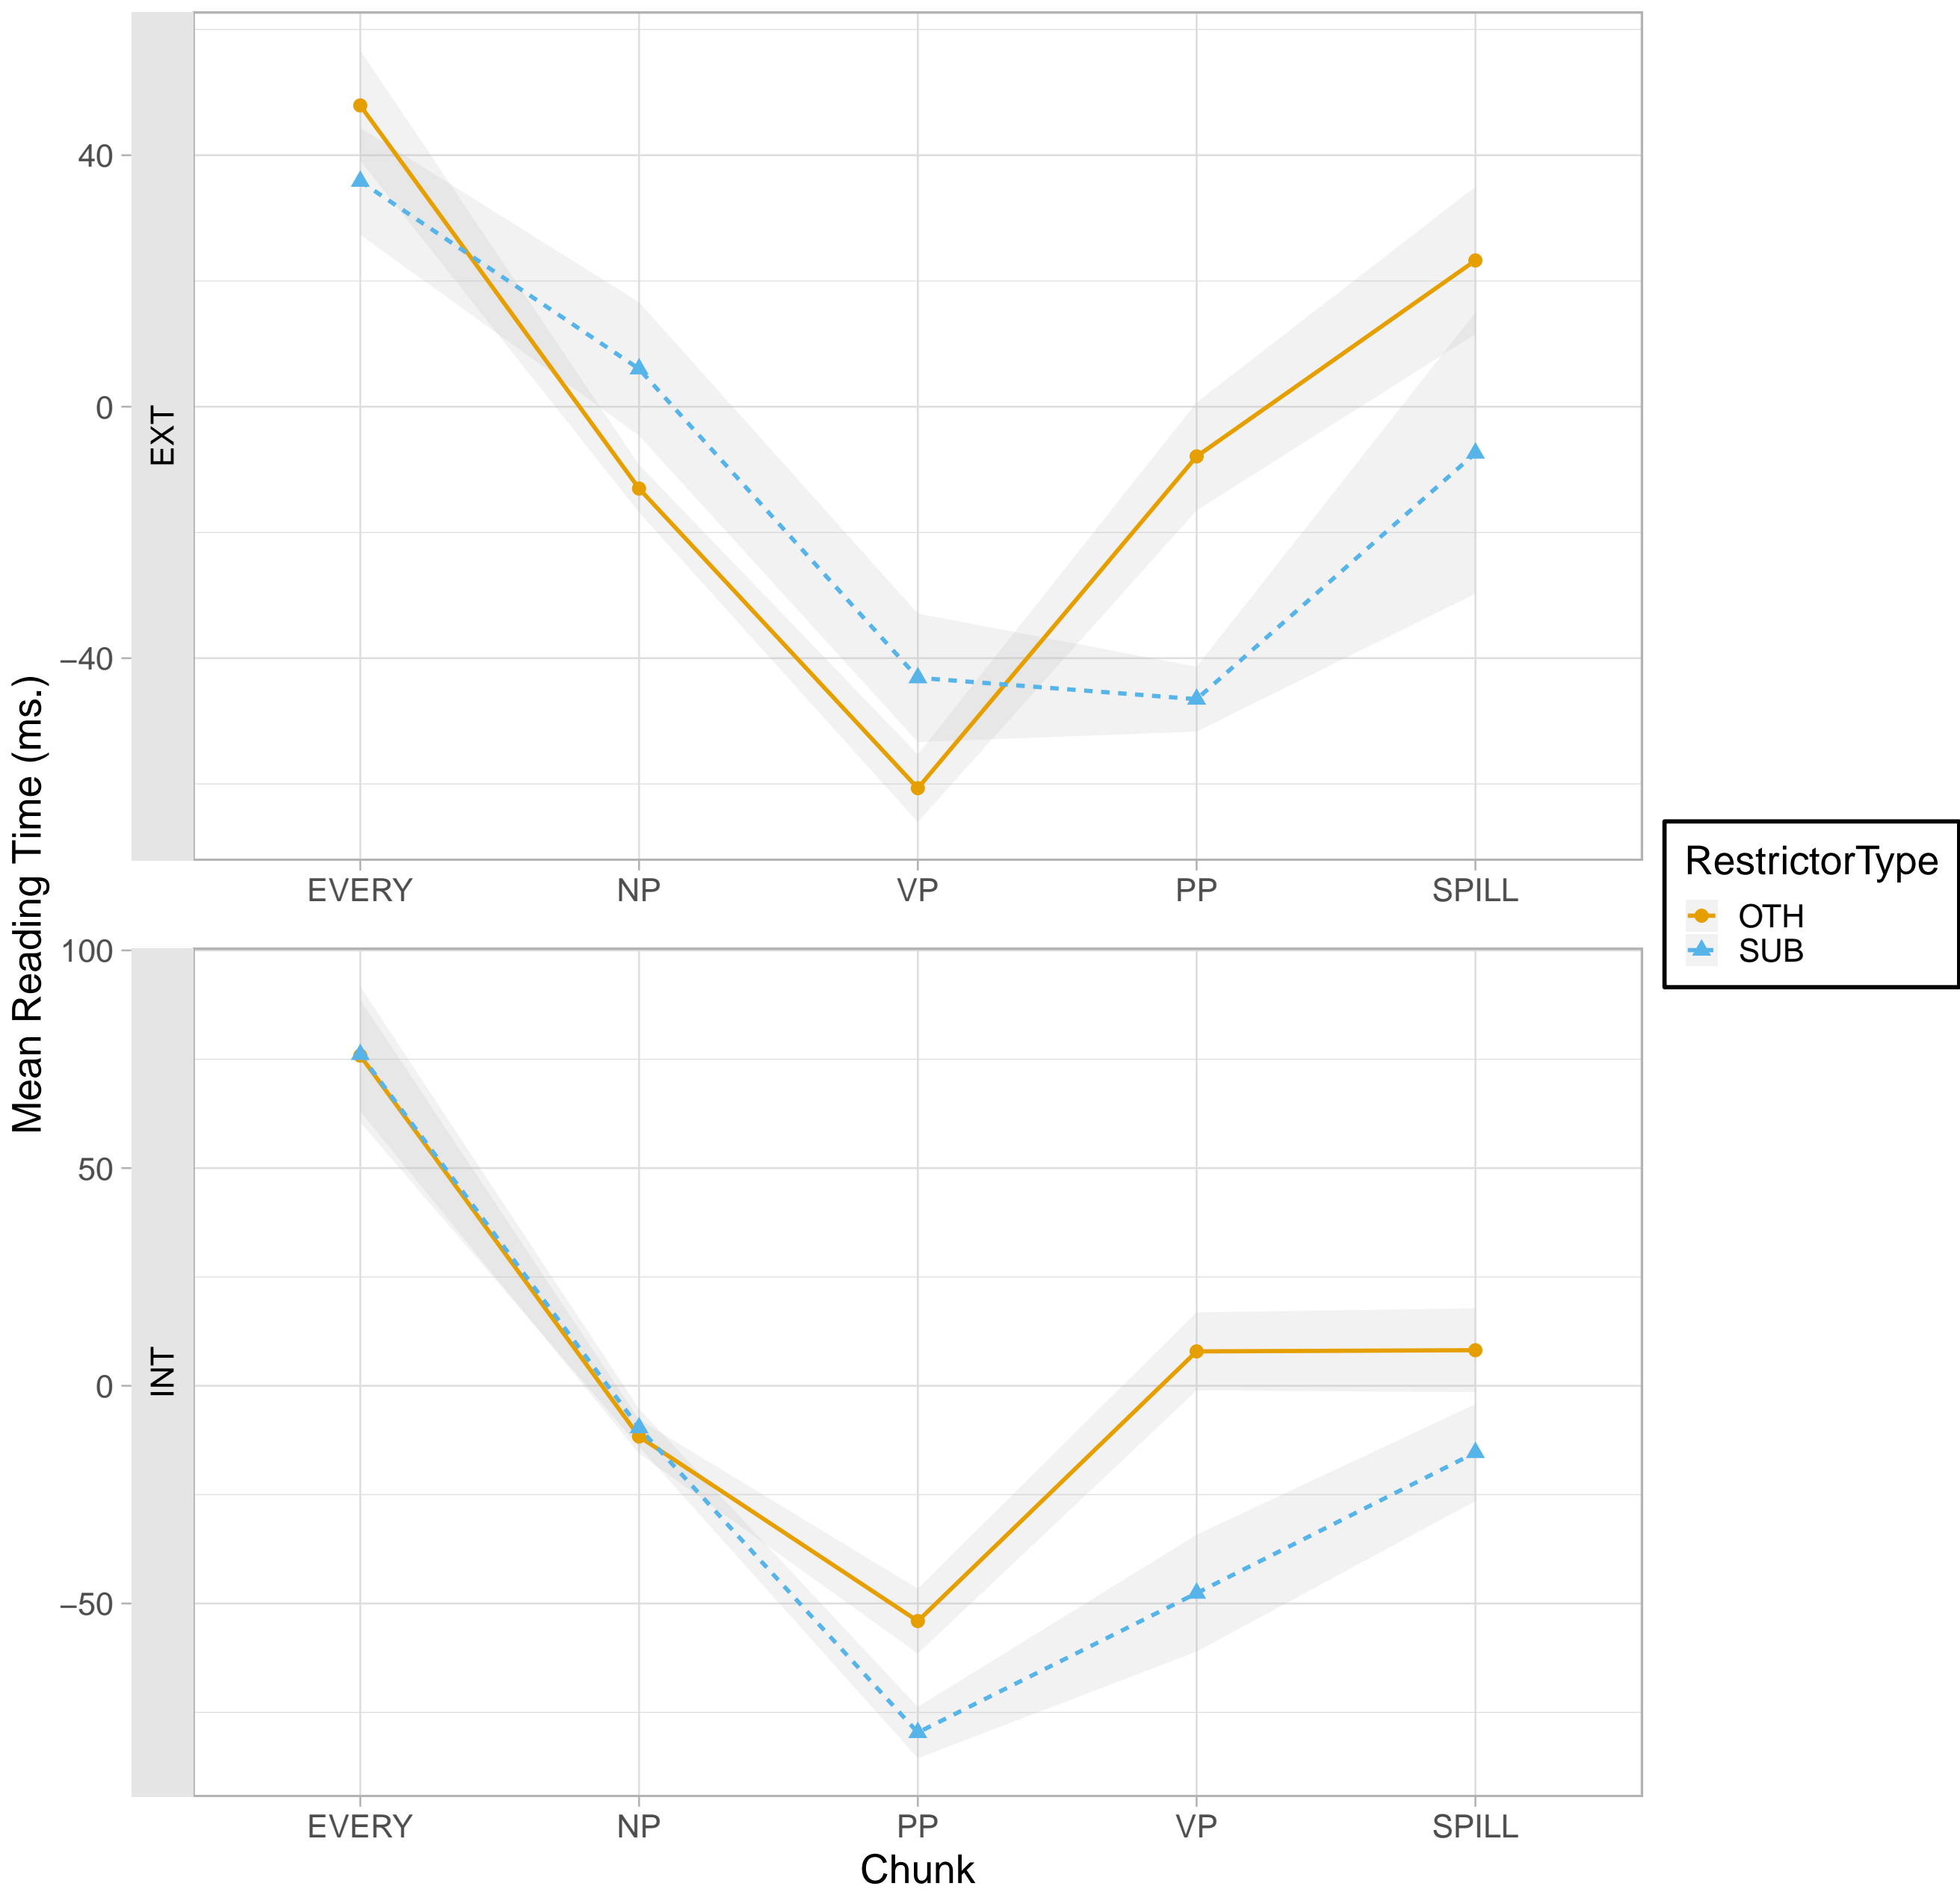 Mean Reading Time (ms.)
EXT
40
0
−40
EVERY NP VP PP SPILL
INT
100
50
0
−50
EVERY NP PP VP SPILL
Chunk
RestrictorType
OTH
SUB